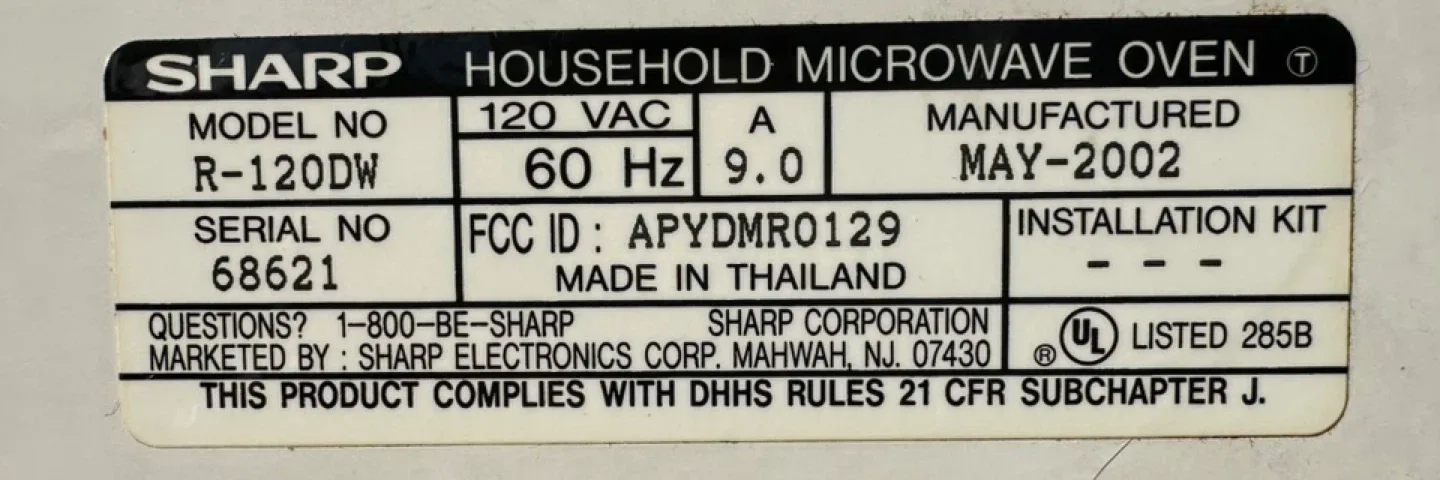 SHARP HOUSEHOLD MICROWAVE OVEN Ⓣ
MODEL NO
R-120DW
120 VAC
60 Hz
A
9.0
MANUFACTURED
MAY-2002
SERIAL NO
68621
FCC ID : APYDMR0129
MADE IN THAILAND
INSTALLATION KIT
- - -
QUESTIONS? 1-800-BE-SHARP SHARP CORPORATION
MARKETED BY : SHARP ELECTRONICS CORP. MAHWAH, NJ. 07430
® UL LISTED 285B
THIS PRODUCT COMPLIES WITH DHHS RULES 21 CFR SUBCHAPTER J.